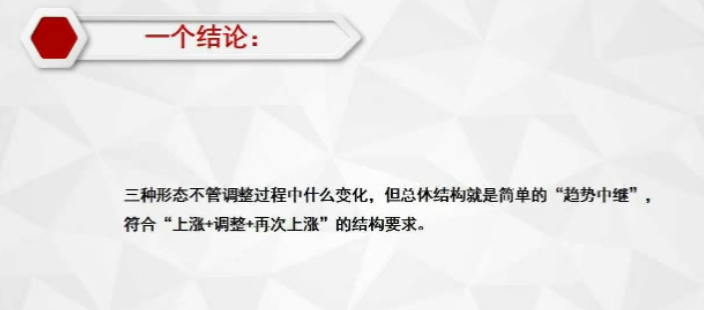 一个结论：
三种形态不管调整过程中什么变化，但总休结构就是简单的“趋势中继”，
符合“上涨+调整+再次上涨”的结构要求。